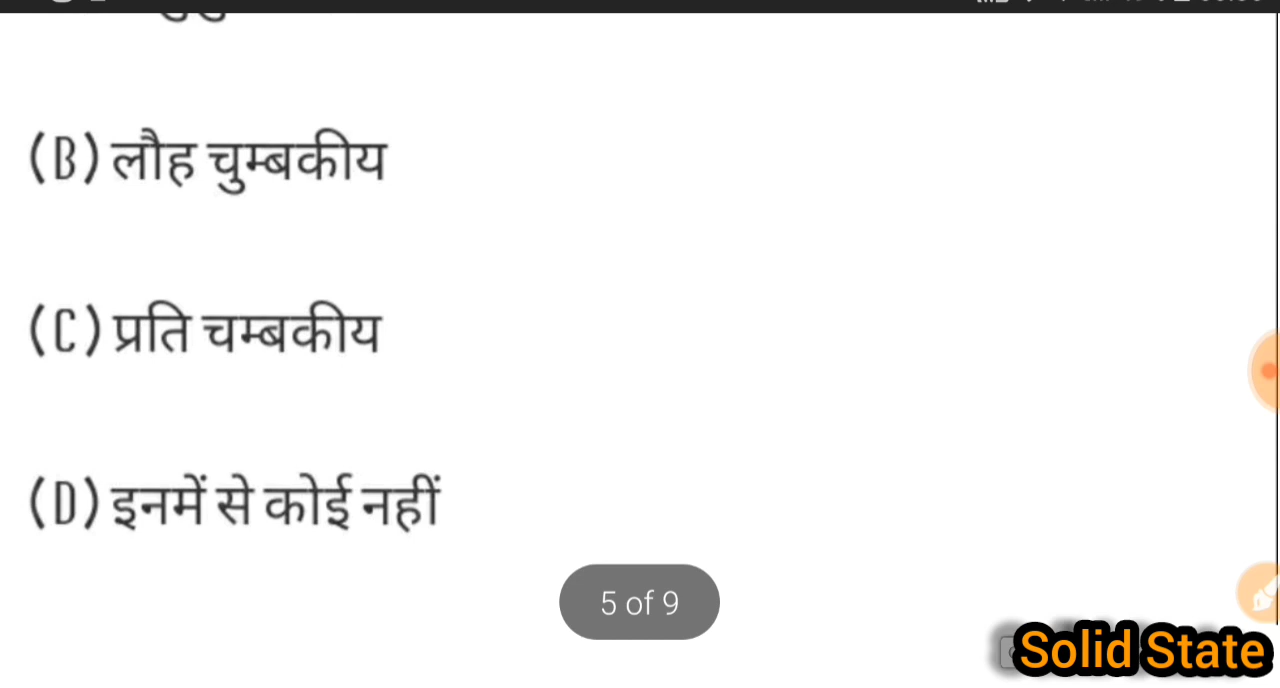 (B) लौह चुम्बकीय
(C) प्रति चम्बकीय
(D) इनमें से कोई नहीं
5 of 9
Solid State